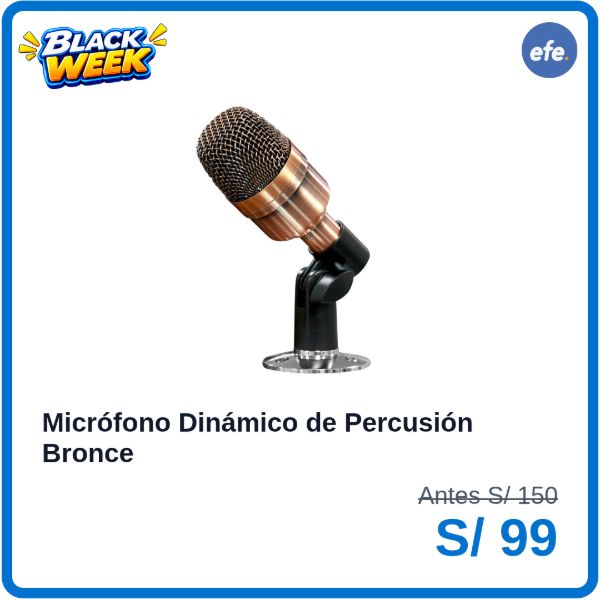 BLACK
WEEK
efe.
Micrófono Dinámico de Percusión
Bronce
Antes S/ 150
S/ 99